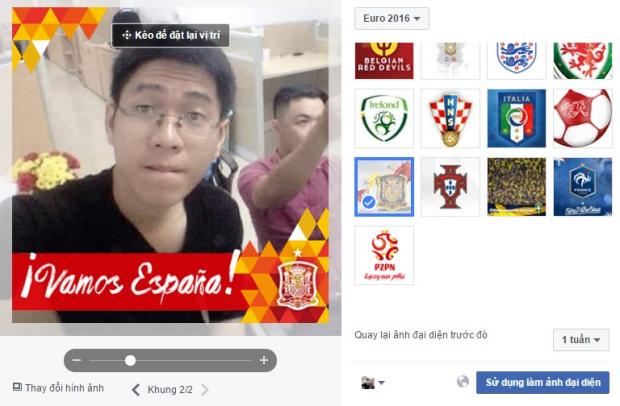 Kéo để đặt lại vị trí
¡Vamos España!
Thay đổi hình ảnh
Khung 2/2
Euro 2016
BELGIAN
RED DEVILS
Ireland
HNS
ITALIA
FRANCE
PZPN
Łączy nas piłka
Quay lại ảnh đại diện trước đó
1 tuần
Sử dụng làm ảnh đại diện